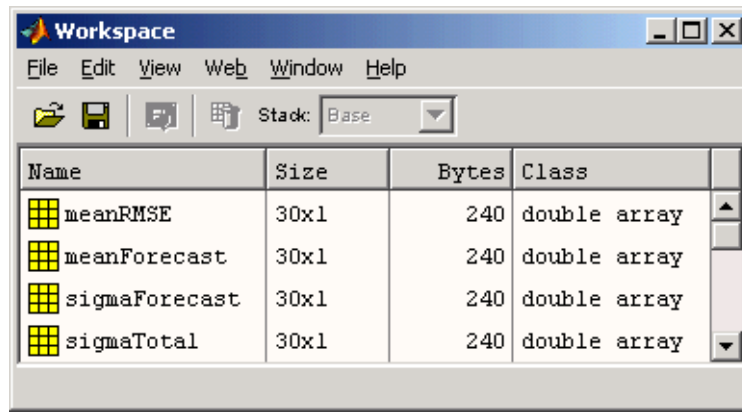 Workspace
File Edit View Web Window Help
Stack: Base
Name Size Bytes Class
meanRMSE 30x1 240 double array
meanForecast 30x1 240 double array
sigmaForecast 30x1 240 double array
sigmaTotal 30x1 240 double array